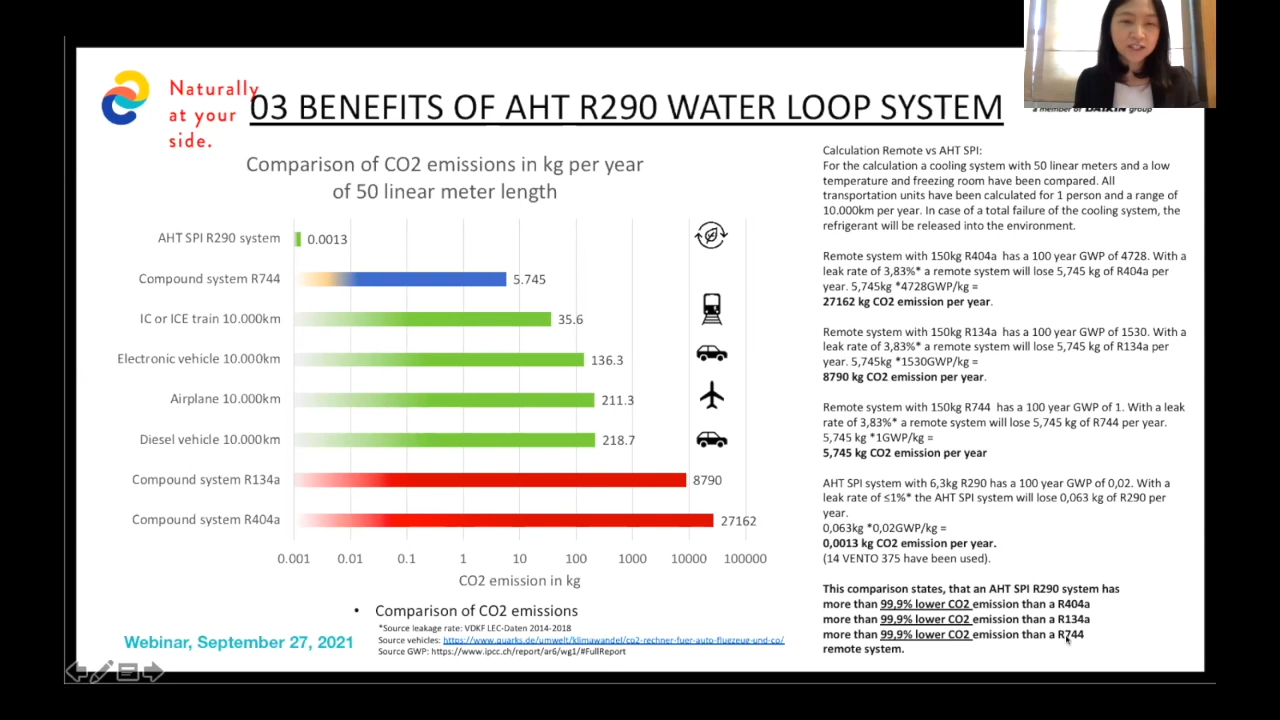 Naturally
at your
side.
03 BENEFITS OF AHT R290 WATER LOOP SYSTEM
a member of DAIKIN group
Comparison of CO2 emissions in kg per year
of 50 linear meter length
AHT SPI R290 system
0.0013
Compound system R744
5.745
IC or ICE train 10.000km
35.6
Electronic vehicle 10.000km
136.3
Airplane 10.000km
211.3
Diesel vehicle 10.000km
218.7
Compound system R134a
8790
Compound system R404a
27162
0.001 0.01 0.1 1 10 100 1000 10000 100000
CO2 emission in kg
• Comparison of CO2 emissions
*Source leakage rate: VDKF LEC-Daten 2014-2018
Source vehicles: https://www.quarks.de/umwelt/klimawandel/co2-rechner-fuer-auto-flugzeug-und-co/
Source GWP: https://www.ipcc.ch/report/ar6/wg1/#FullReport
Webinar, September 27, 2021
Calculation Remote vs AHT SPI:
For the calculation a cooling system with 50 linear meters and a low
temperature and freezing room have been compared. All
transportation units have been calculated for 1 person and a range of
10.000km per year. In case of a total failure of the cooling system, the
refrigerant will be released into the environment.
Remote system with 150kg R404a has a 100 year GWP of 4728. With a
leak rate of 3,83%* a remote system will lose 5,745 kg of R404a per
year. 5,745kg *4728GWP/kg =
27162 kg CO2 emission per year.
Remote system with 150kg R134a has a 100 year GWP of 1530. With a
leak rate of 3,83%* a remote system will lose 5,745 kg of R134a per
year. 5,745kg *1530GWP/kg =
8790 kg CO2 emission per year.
Remote system with 150kg R744 has a 100 year GWP of 1. With a leak
rate of 3,83%* a remote system will lose 5,745 kg of R744 per year.
5,745 kg *1GWP/kg =
5,745 kg CO2 emission per year
AHT SPI system with 6,3kg R290 has a 100 year GWP of 0,02. With a
leak rate of ≤1%* the AHT SPI system will lose 0,063 kg of R290 per
year.
0,063kg *0,02GWP/kg =
0,0013 kg CO2 emission per year.
(14 VENTO 375 have been used).
This comparison states, that an AHT SPI R290 system has
more than 99,9% lower CO2 emission than a R404a
more than 99,9% lower CO2 emission than a R134a
more than 99,9% lower CO2 emission than a R744
remote system.